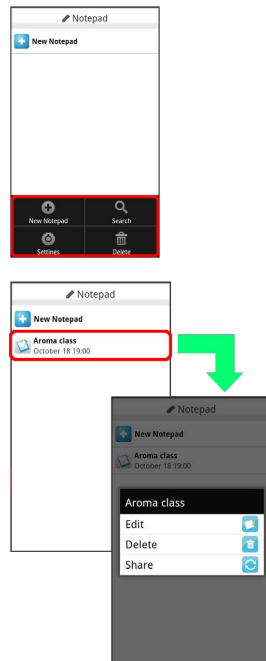 Notepad
New Notepad
New Notepad Search
Settings Delete
Notepad
New Notepad
Aroma class
October 18 19:00
Notepad
New Notepad
Aroma class
October 18 19:00
Aroma class
Edit
Delete
Share